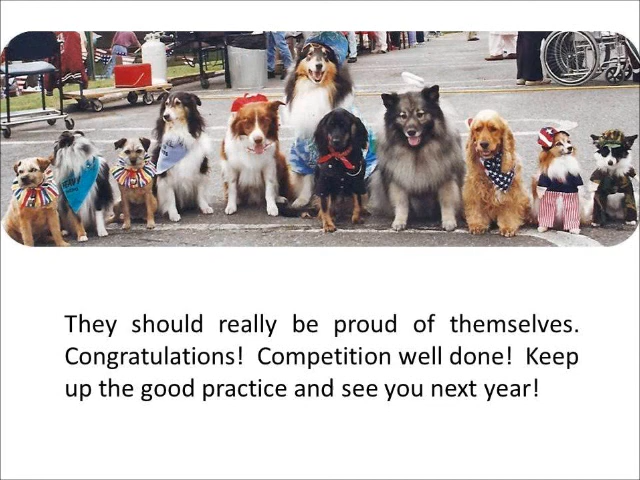 They should really be proud of themselves.
Congratulations! Competition well done! Keep
up the good practice and see you next year!